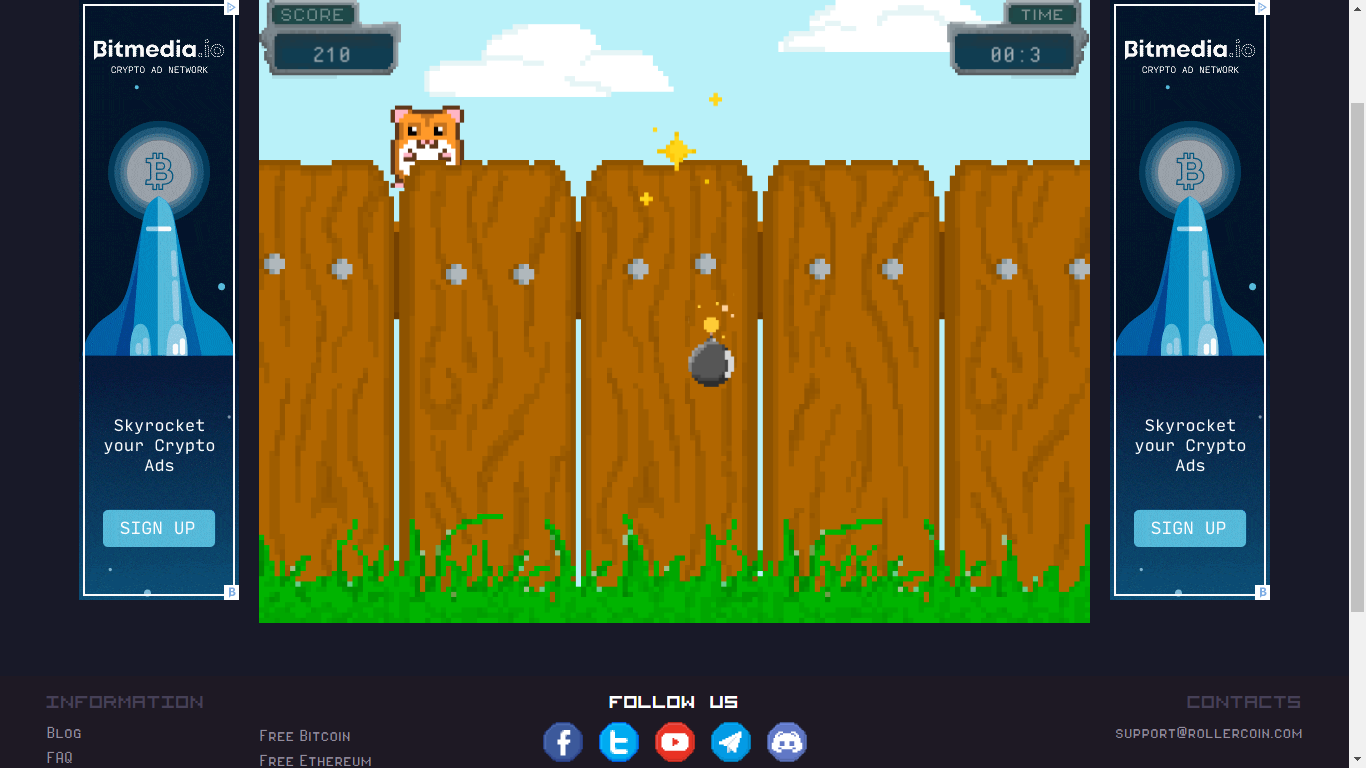 Bitmedia.io
CRYPTO AD NETWORK
Skyrocket
your Crypto
Ads
SIGN UP
SCORE
210
TIME
00:3
Bitmedia.io
CRYPTO AD NETWORK
Skyrocket
your Crypto
Ads
SIGN UP
INFORMATION
Blog
FAQ
Free Bitcoin
Free Ethereum
FOLLOW US
CONTACTS
support@rollercoin.com